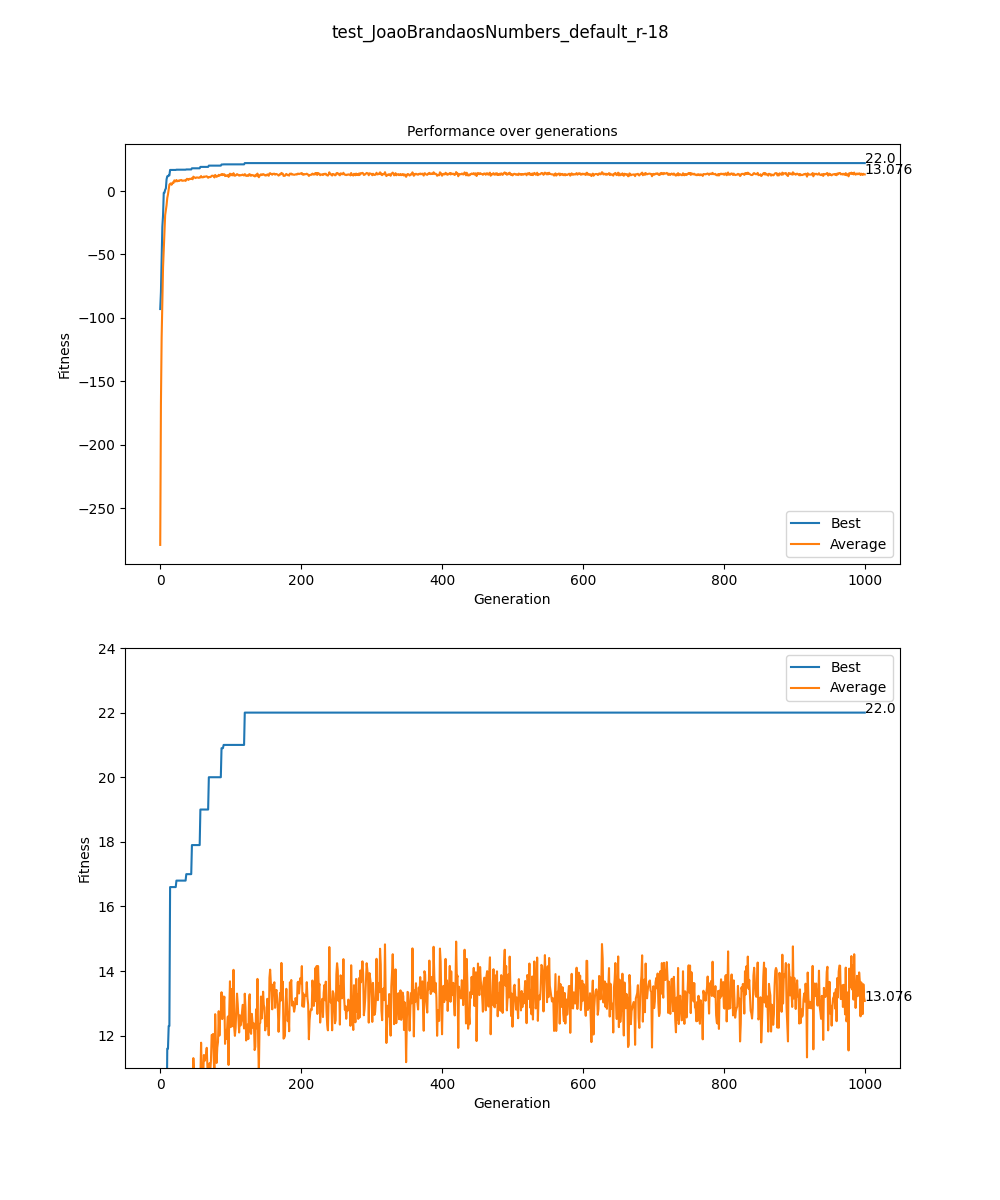 test_JoaoBrandaosNumbers_default_r-18
Performance over generations
22.0
13.076
0
−50
−100
−150
−200
−250
Fitness
Best
Average
0 200 400 600 800 1000
Generation
24
22
20
18
16
14
12
Fitness
Best
Average
22.0
13.076
0 200 400 600 800 1000
Generation